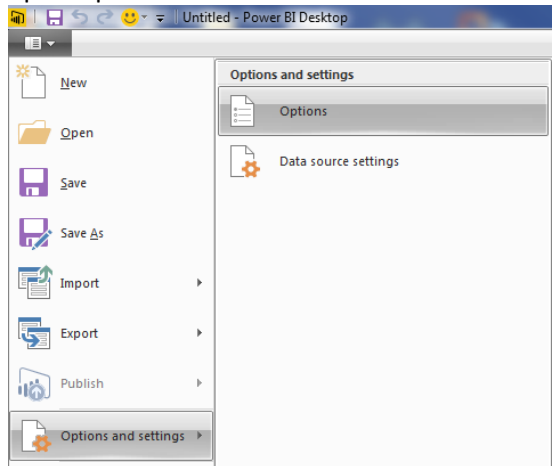 Untitled - Power BI Desktop
New
Open
Save
Save As
Import
Export
Publish
Options and settings
Options and settings
Options
Data source settings